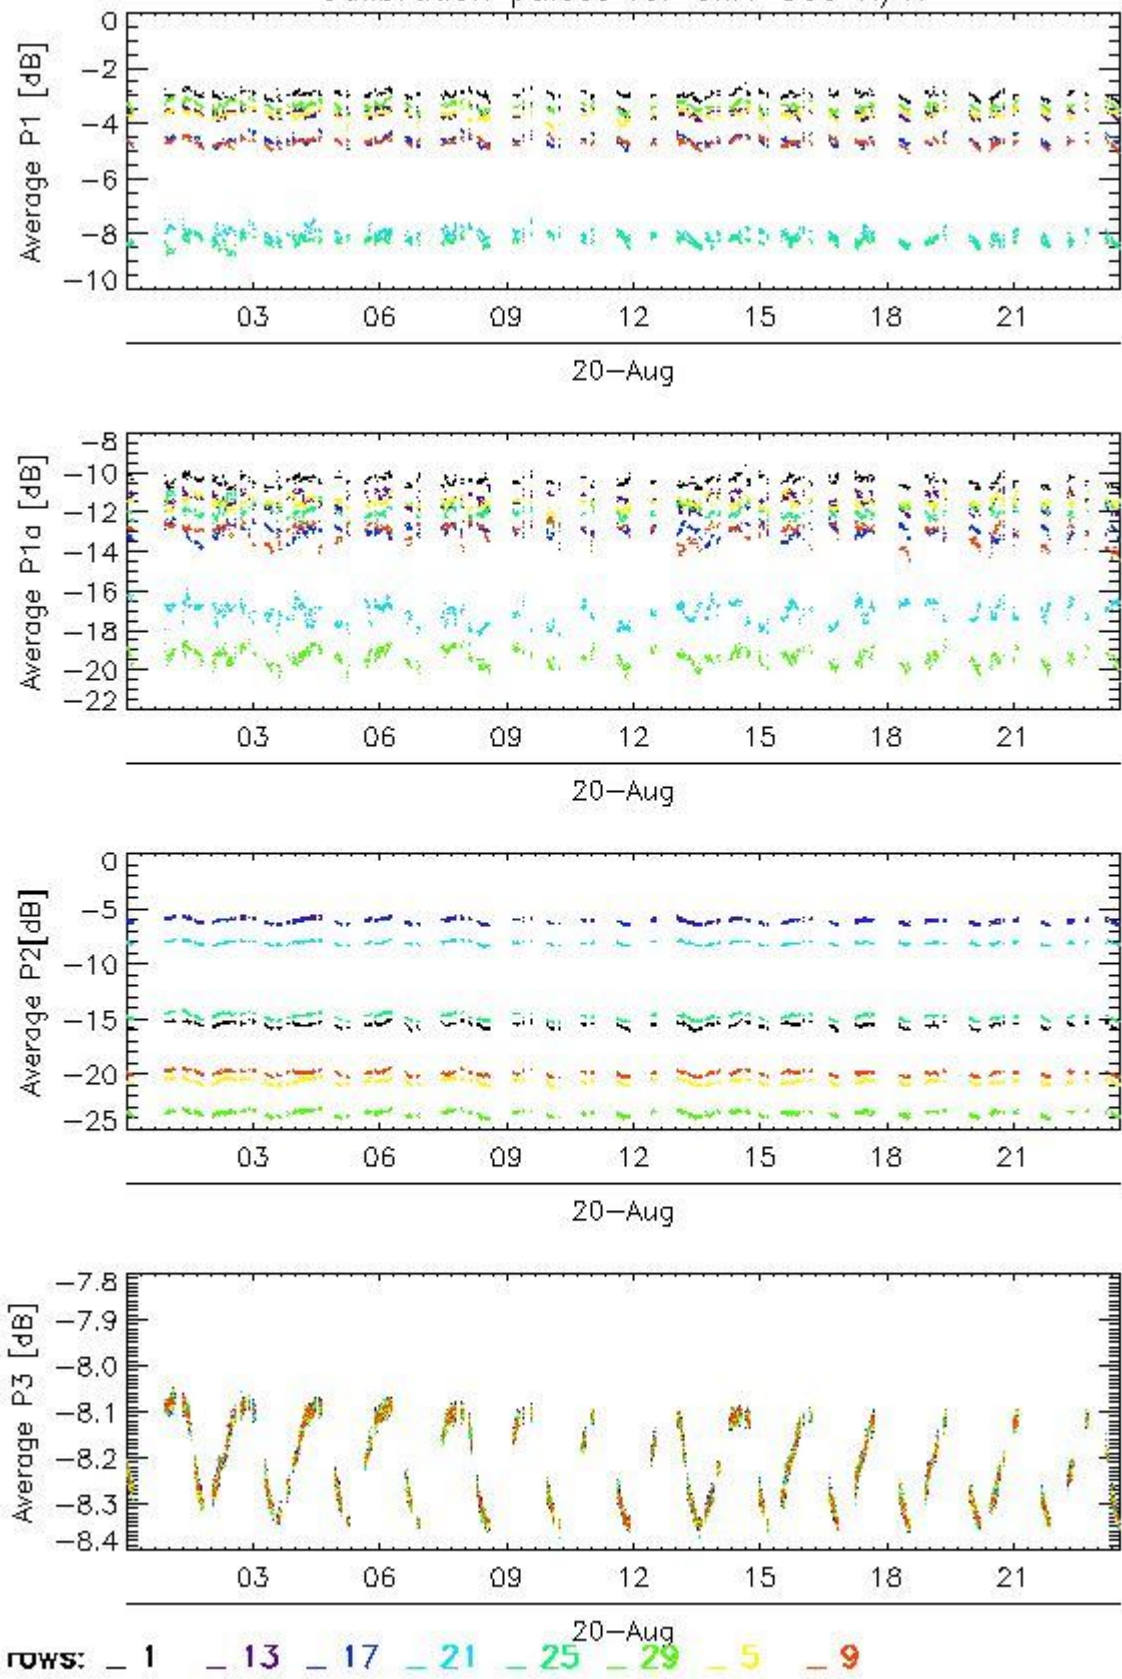 0
-2
-4
-6
-8
-10
Average P1 [dB]
03 06 09 12 15 18 21
20-Aug
-8
-10
-12
-14
-16
-18
-20
-22
Average P1a [dB]
03 06 09 12 15 18 21
20-Aug
0
-5
-10
-15
-20
-25
Average P2[dB]
03 06 09 12 15 18 21
20-Aug
-7.8
-7.9
-8.0
-8.1
-8.2
-8.3
-8.4
Average P3 [dB]
03 06 09 12 15 18 21
20-Aug
rows: _ 1 _ 13 _ 17 _ 21 _ 25 _ 29 _ 5 _ 9